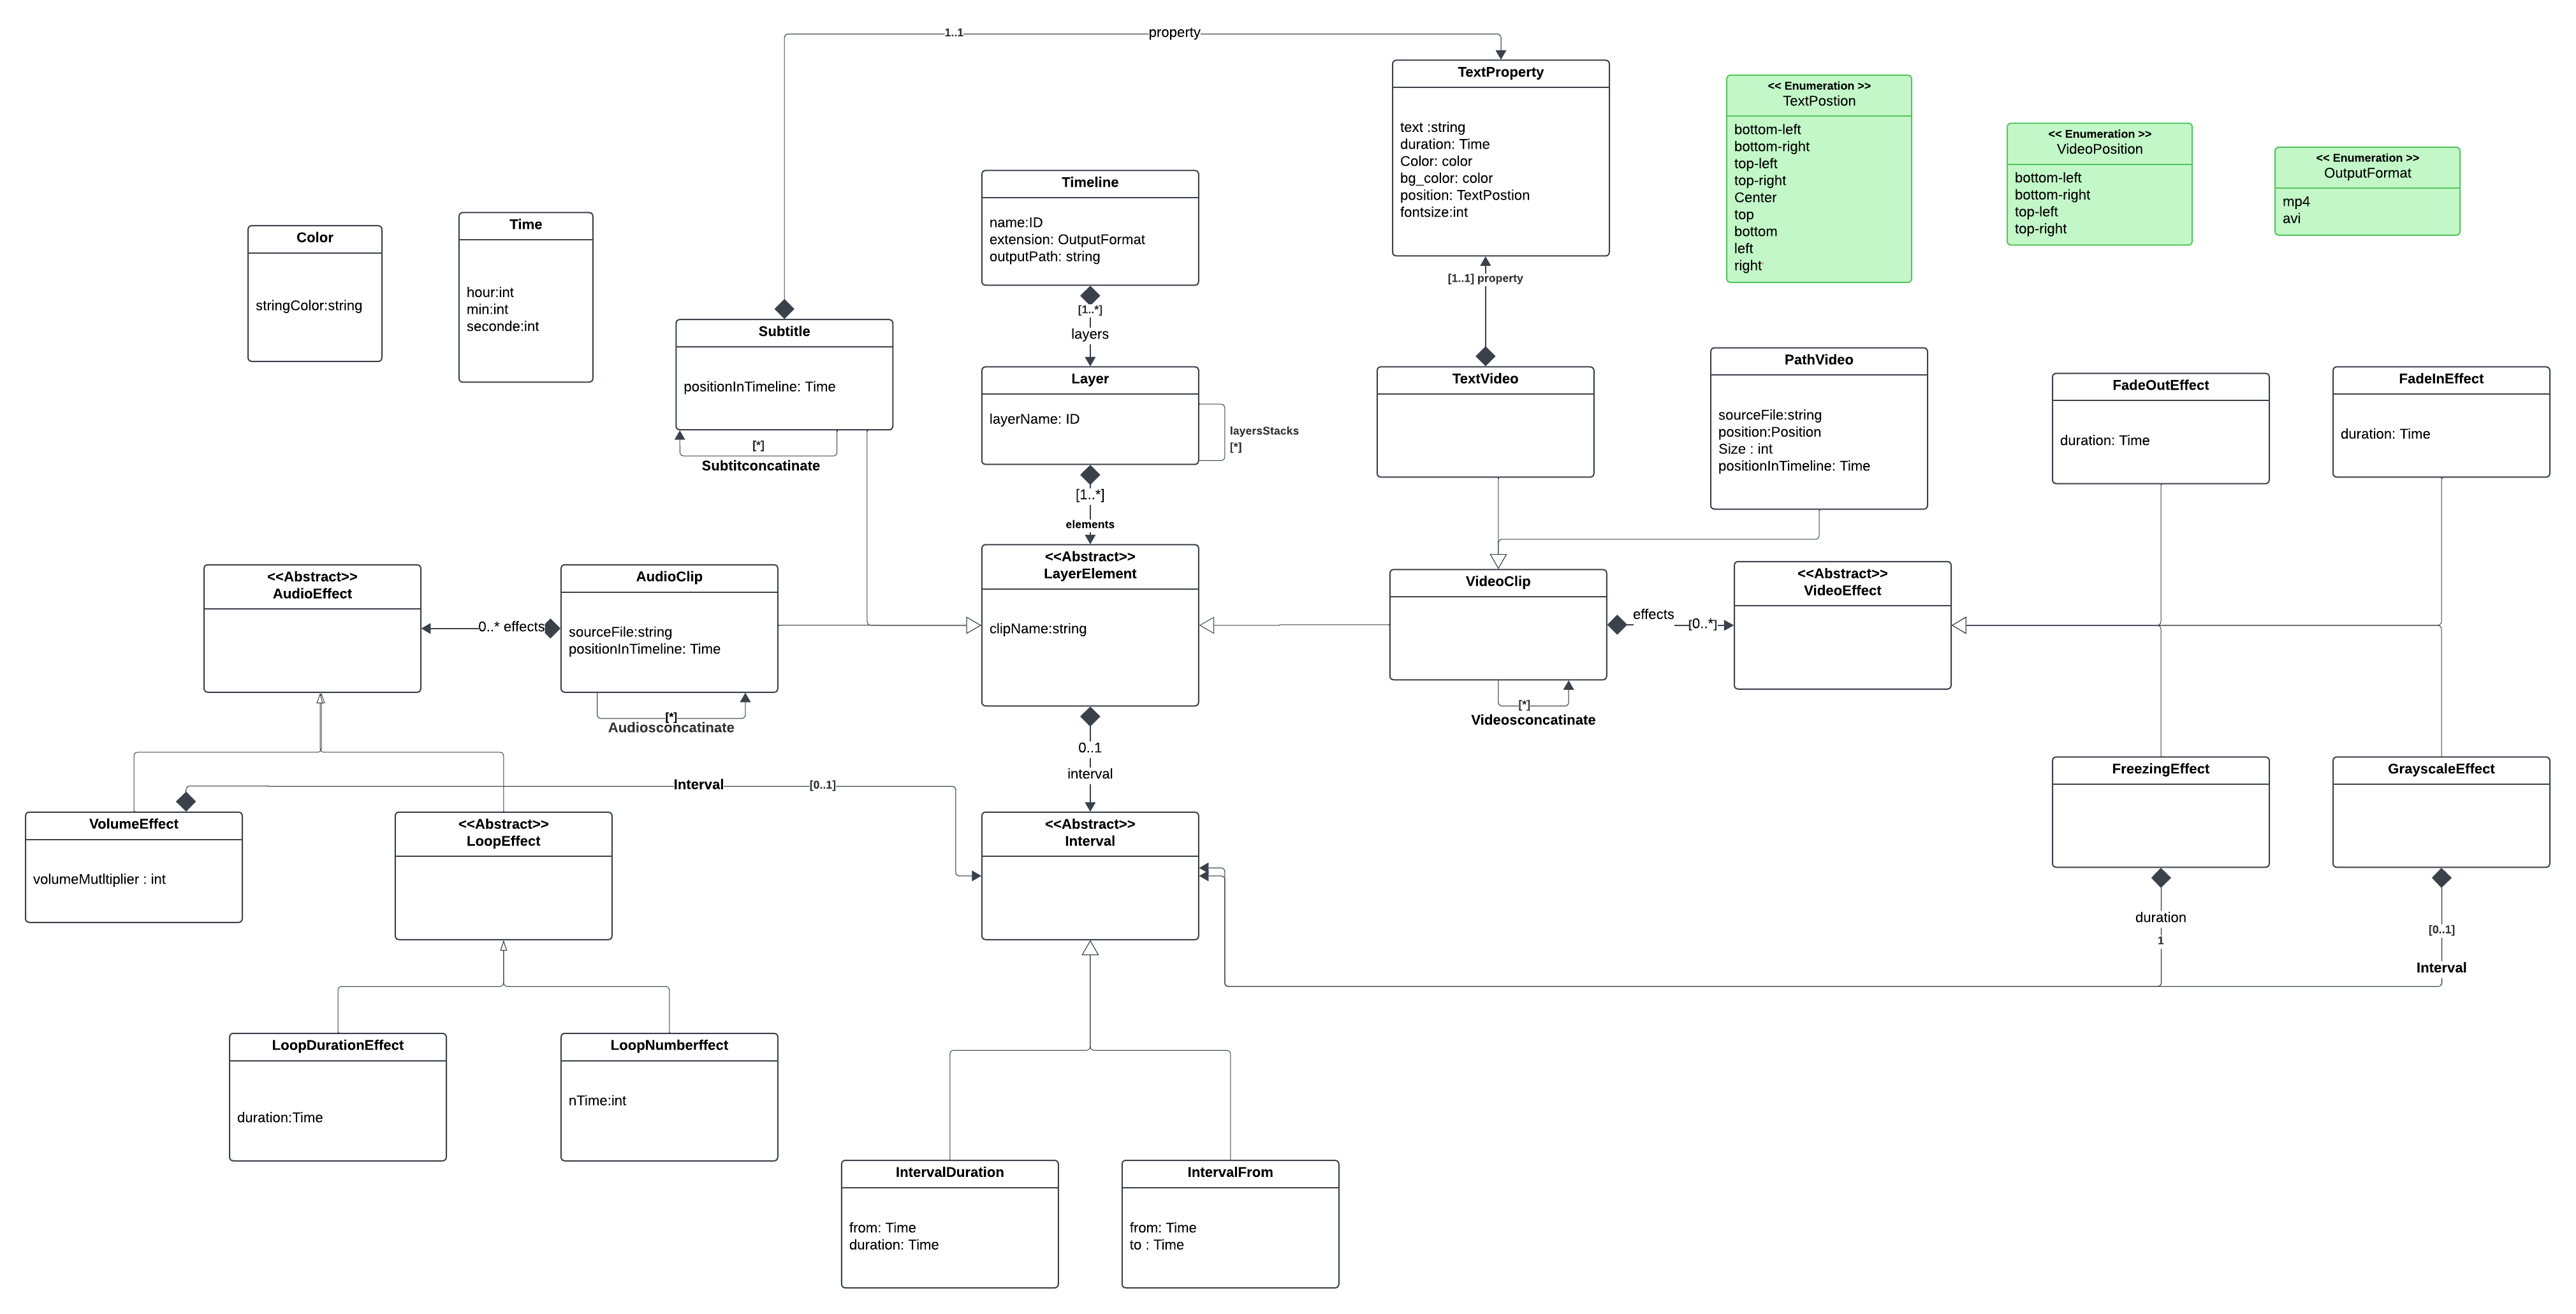 1..1
property
TextProperty
text :string
duration: Time
Color: color
bg_color: color
position: TextPostion
fontsize:int
<< Enumeration >>
TextPostion
bottom-left
bottom-right
top-left
top-right
Center
top
bottom
left
right
<< Enumeration >>
VideoPosition
bottom-left
bottom-right
top-left
top-right
<< Enumeration >>
OutputFormat
mp4
avi
Timeline
name:ID
extension: OutputFormat
outputPath: string
Color
stringColor:string
Time
hour:int
min:int
seconde:int
[1..*]
layers
[1..1] property
Subtitle
positionInTimeline: Time
[*]
Subtitconcatinate
Layer
layerName: ID
layersStacks
[*]
TextVideo
PathVideo
sourceFile:string
position:Position
Size : int
positionInTimeline: Time
FadeOutEffect
duration: Time
FadeInEffect
duration: Time
[1..*]
elements
<<Abstract>>
AudioEffect
0..* effects
AudioClip
sourceFile:string
positionInTimeline: Time
[*]
Audiosconcatinate
<<Abstract>>
LayerElement
clipName:string
VideoClip
[*]
Videosconcatinate
effects
[0..*]
<<Abstract>>
VideoEffect
0..1
interval
Interval
[0..1]
VolumeEffect
volumeMutltiplier : int
<<Abstract>>
LoopEffect
<<Abstract>>
Interval
FreezingEffect
GrayscaleEffect
duration
1
[0..1]
Interval
LoopDurationEffect
duration:Time
LoopNumberffect
nTime:int
IntervalDuration
from: Time
duration: Time
IntervalFrom
from: Time
to : Time